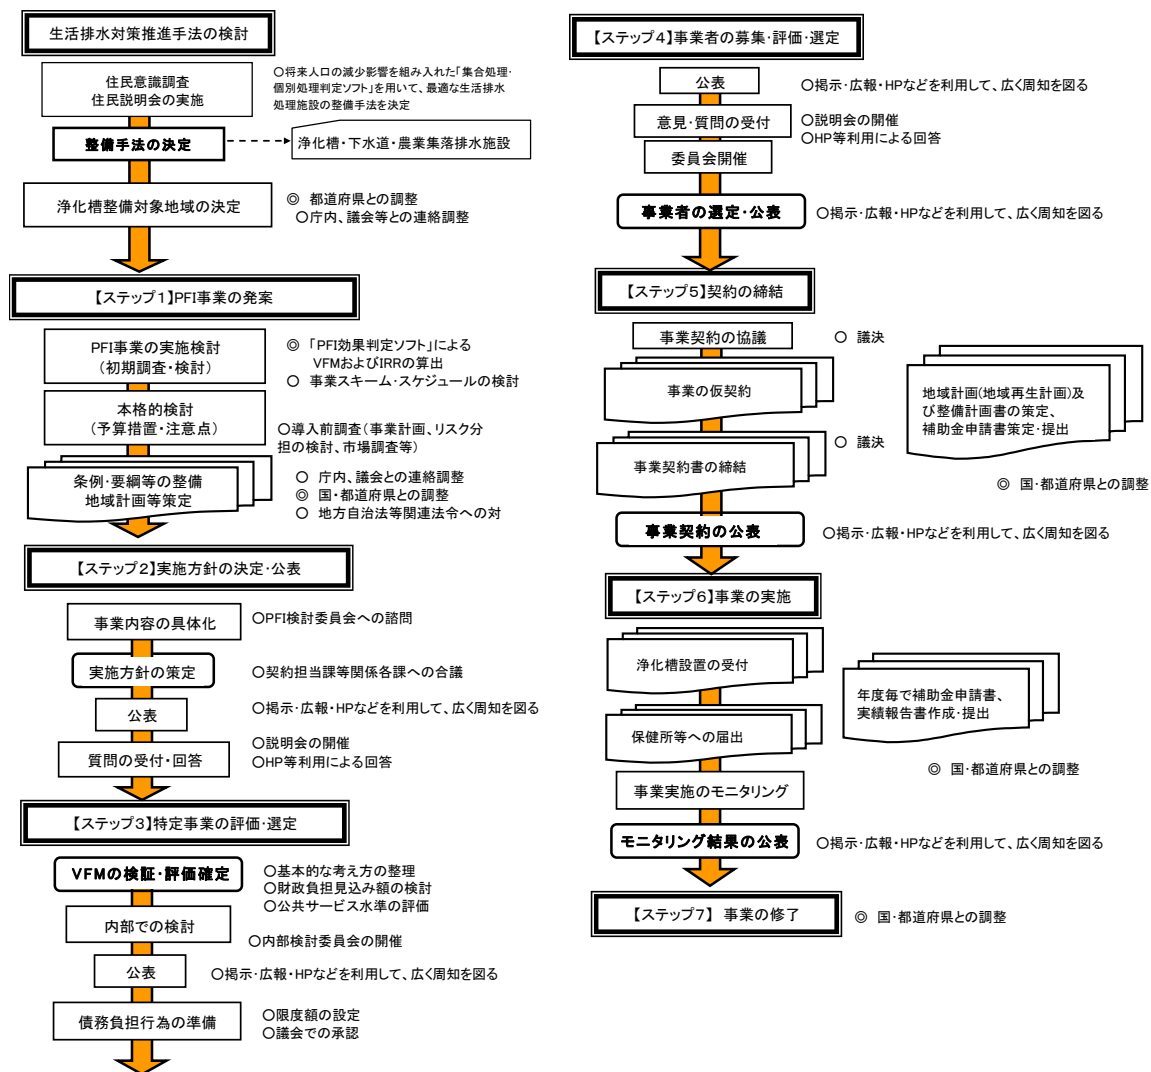 生活排水対策推進手法の検討
住民意識調査
住民説明会の実施
○将来人口の減少影響を組み入れた「集合処理・
個別処理判定ソフト」を用いて、最適な生活排水
処理施設の整備手法を決定
整備手法の決定
浄化槽・下水道・農業集落排水施設
浄化槽整備対象地域の決定
◎ 都道府県との調整
○庁内、議会等との連絡調整
【ステップ1】PFI事業の発案
PFI事業の実施検討
(初期調査・検討)
◎ 「PFI効果判定ソフト」による
VFMおよびIRRの算出
○ 事業スキーム・スケジュールの検討
本格的検討
(予算措置・注意点)
○導入前調査(事業計画、リスク分
担の検討、市場調査等)
条例・要綱等の整備
地域計画等策定
○ 庁内、議会との連絡調整
◎ 国・都道府県との調整
○ 地方自治法等関連法令への対
【ステップ2】実施方針の決定・公表
事業内容の具体化
○PFI検討委員会への諮問
実施方針の策定
○契約担当課等関係各課への合議
公表
○掲示・広報・HPなどを利用して、広く周知を図る
質問の受付・回答
○説明会の開催
○HP等利用による回答
【ステップ3】特定事業の評価・選定
VFMの検証・評価確定
○基本的な考え方の整理
○財政負担見込み額の検討
○公共サービス水準の評価
内部での検討
○内部検討委員会の開催
公表
○掲示・広報・HPなどを利用して、広く周知を図る
債務負担行為の準備
○限度額の設定
○議会での承認
【ステップ4】事業者の募集・評価・選定
公表
○掲示・広報・HPなどを利用して、広く周知を図る
意見・質問の受付
○説明会の開催
○HP等利用による回答
委員会開催
事業者の選定・公表
○掲示・広報・HPなどを利用して、広く周知を図る
【ステップ5】契約の締結
事業契約の協議
○ 議決
事業の仮契約
地域計画(地域再生計画)及
び整備計画書の策定、
補助金申請書策定・提出
○ 議決
事業契約書の締結
◎ 国・都道府県との調整
事業契約の公表
○掲示・広報・HPなどを利用して、広く周知を図る
【ステップ6】事業の実施
浄化槽設置の受付
年度毎で補助金申請書、
実績報告書作成・提出
保健所等への届出
◎ 国・都道府県との調整
事業実施のモニタリング
モニタリング結果の公表
○掲示・広報・HPなどを利用して、広く周知を図る
【ステップ7】 事業の修了
◎ 国・都道府県との調整